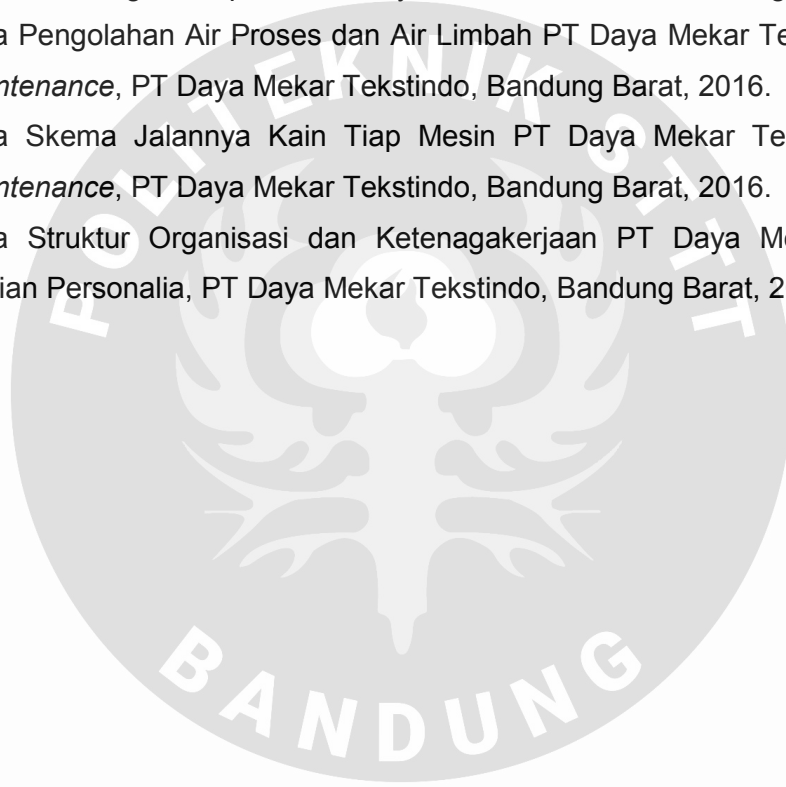 a Pengolahan Air Proses dan Air Limbah PT Daya Mekar Te
ntenance, PT Daya Mekar Tekstindo, Bandung Barat, 2016.
a Skema Jalannya Kain Tiap Mesin PT Daya Mekar Te
ntenance, PT Daya Mekar Tekstindo, Bandung Barat, 2016.
a Struktur Organisasi dan Ketenagakerjaan PT Daya M
ian Personalia, PT Daya Mekar Tekstindo, Bandung Barat, 2
POLITEKNIK STTT
BANDUNG